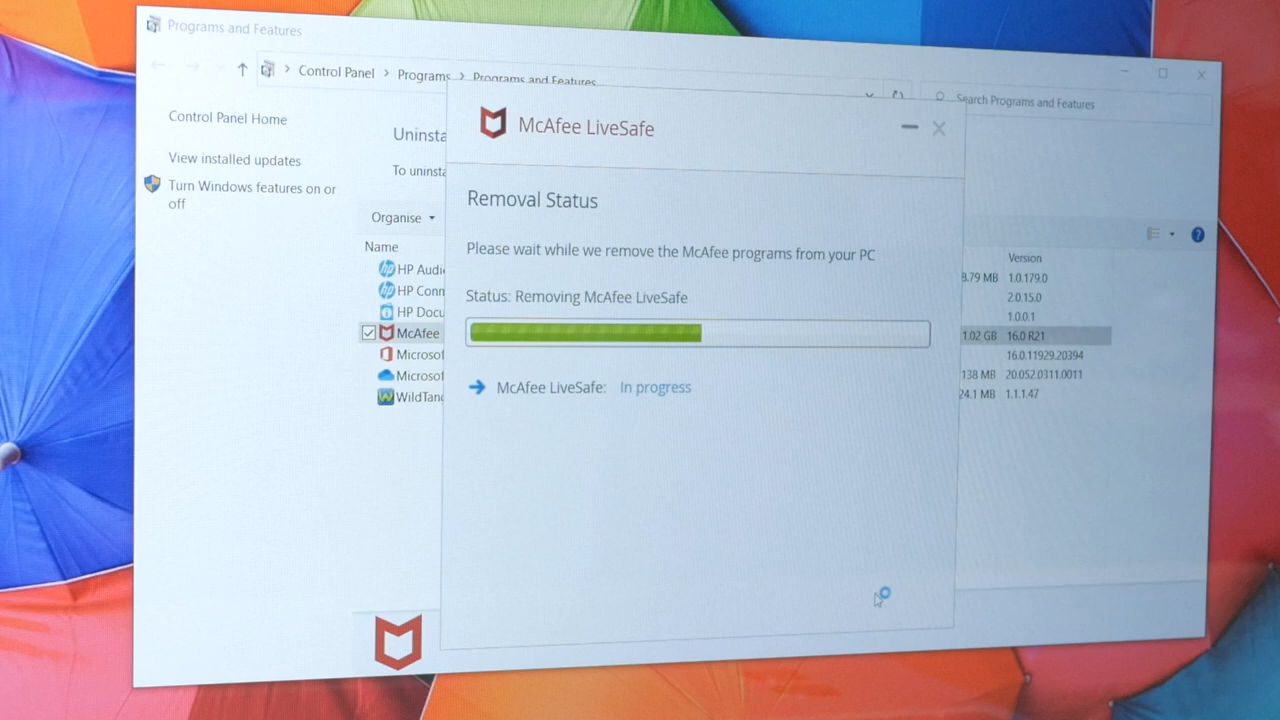 Programs and Features
Control Panel > Programs > Programs and Features
Search Programs and Features
Control Panel Home
View installed updates
Turn Windows features on or
off
Uninsta
To uninsta
Organise
Name
HP Audi
HP Conn
HP Docu
McAfee
Microsof
Microsof
WildTang
McAfee LiveSafe
Removal Status
Please wait while we remove the McAfee programs from your PC
Status: Removing McAfee LiveSafe
McAfee LiveSafe: In progress
Version
8.79 MB 1.0.179.0
2.0.15.0
1.0.0.1
1.02 GB 16.0 R21
16.0.11929.20394
138 MB 20.052.0311.0011
24.1 MB 1.1.1.47